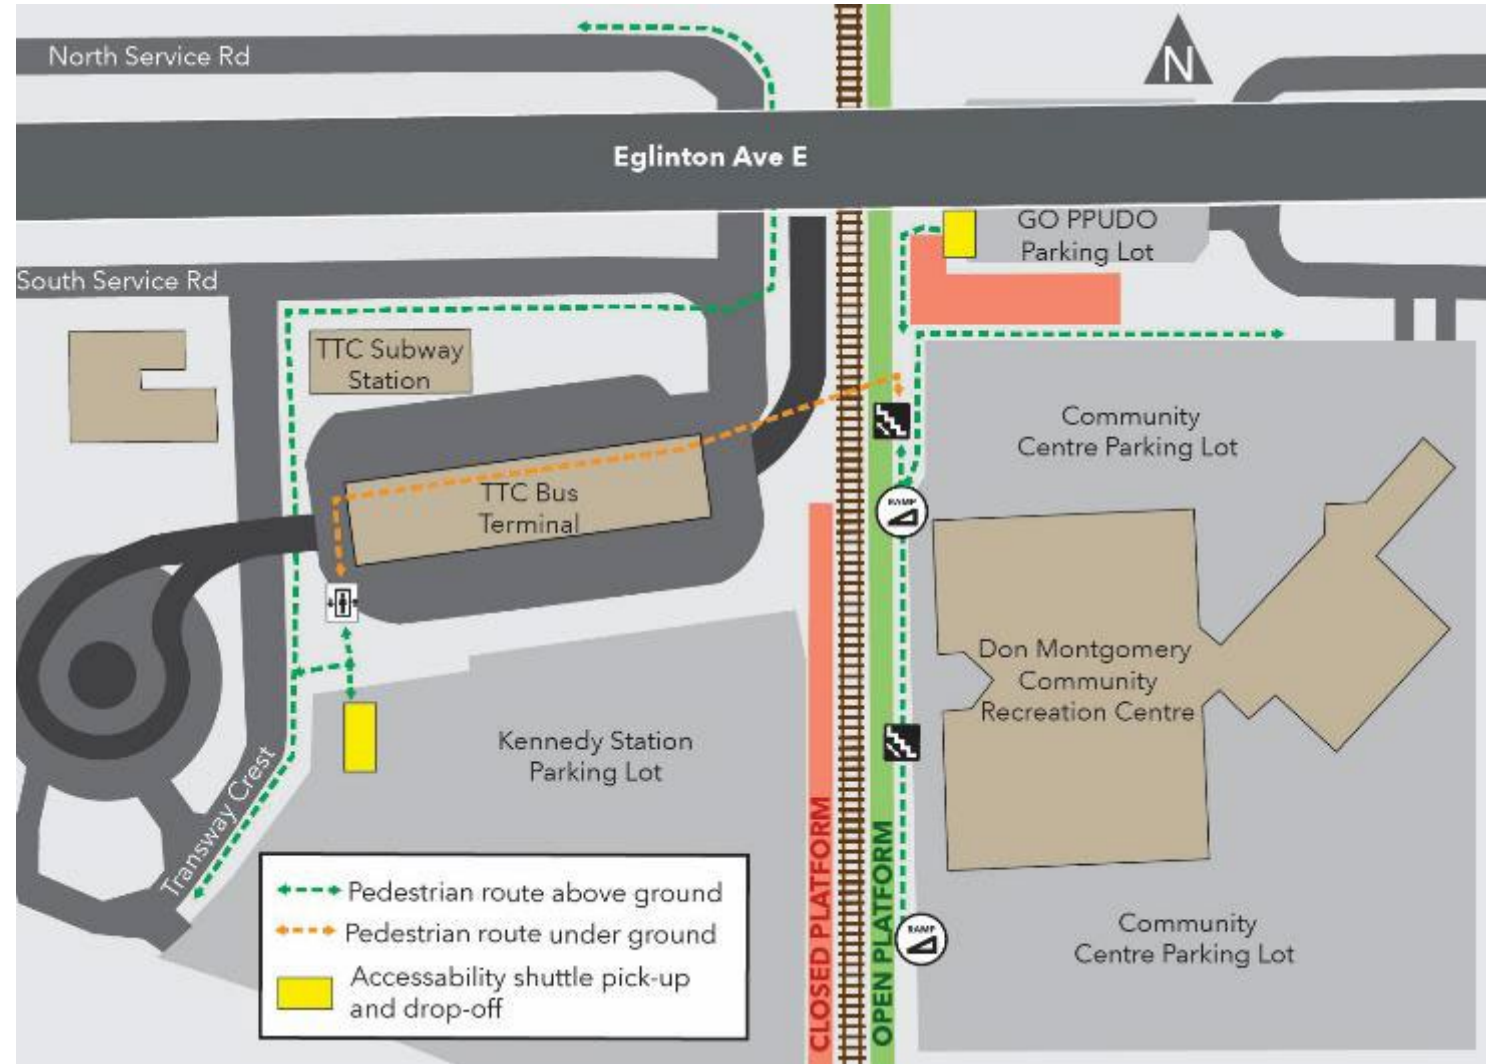 North Service Rd
N
Eglinton Ave E
GO PPUDO
Parking Lot
South Service Rd
TTC Subway
Station
Community
Centre Parking Lot
TTC Bus
Terminal
RAMP
Don Montgomery
Community
Recreation Centre
Kennedy Station
Parking Lot
Transway Crest
CLOSED PLATFORM
OPEN PLATFORM
RAMP
Community
Centre Parking Lot
Pedestrian route above ground
Pedestrian route under ground
Accessability shuttle pick-up
and drop-off